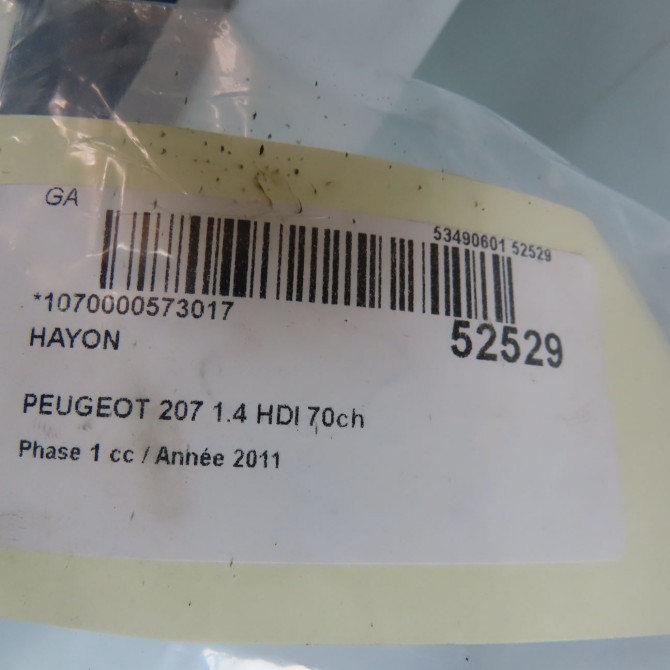 GA
53490601 52529
*1070000573017
52529
HAYON
PEUGEOT 207 1.4 HDI 70ch
Phase 1 cc / Année 2011